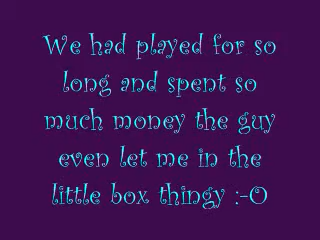 We had played for so
long and spent so
much money the guy
even let me in the
little box thingy :-O